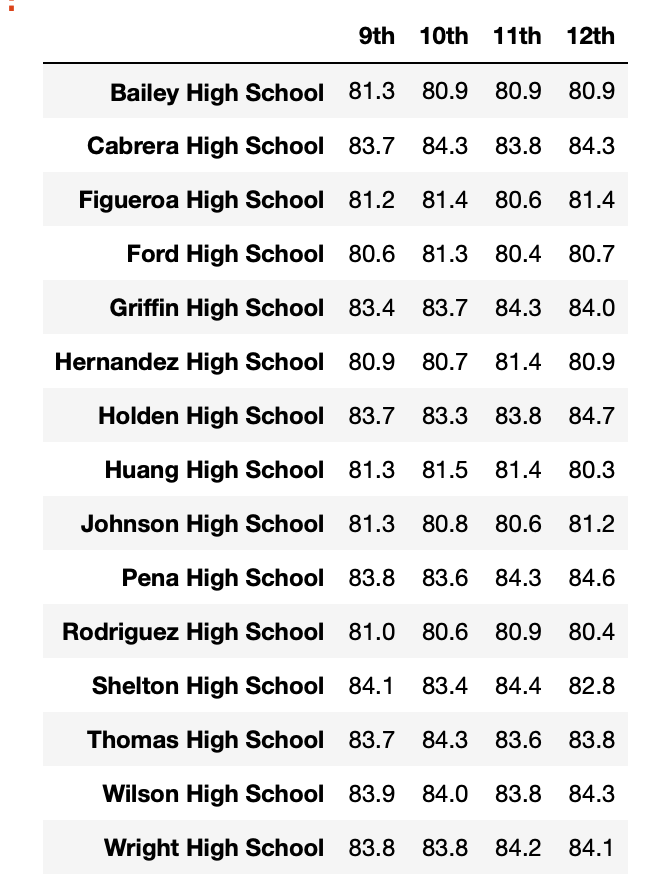 9th 10th 11th 12th
Bailey High School 81.3 80.9 80.9 80.9
Cabrera High School 83.7 84.3 83.8 84.3
Figueroa High School 81.2 81.4 80.6 81.4
Ford High School 80.6 81.3 80.4 80.7
Griffin High School 83.4 83.7 84.3 84.0
Hernandez High School 80.9 80.7 81.4 80.9
Holden High School 83.7 83.3 83.8 84.7
Huang High School 81.3 81.5 81.4 80.3
Johnson High School 81.3 80.8 80.6 81.2
Pena High School 83.8 83.6 84.3 84.6
Rodriguez High School 81.0 80.6 80.9 80.4
Shelton High School 84.1 83.4 84.4 82.8
Thomas High School 83.7 84.3 83.6 83.8
Wilson High School 83.9 84.0 83.8 84.3
Wright High School 83.8 83.8 84.2 84.1